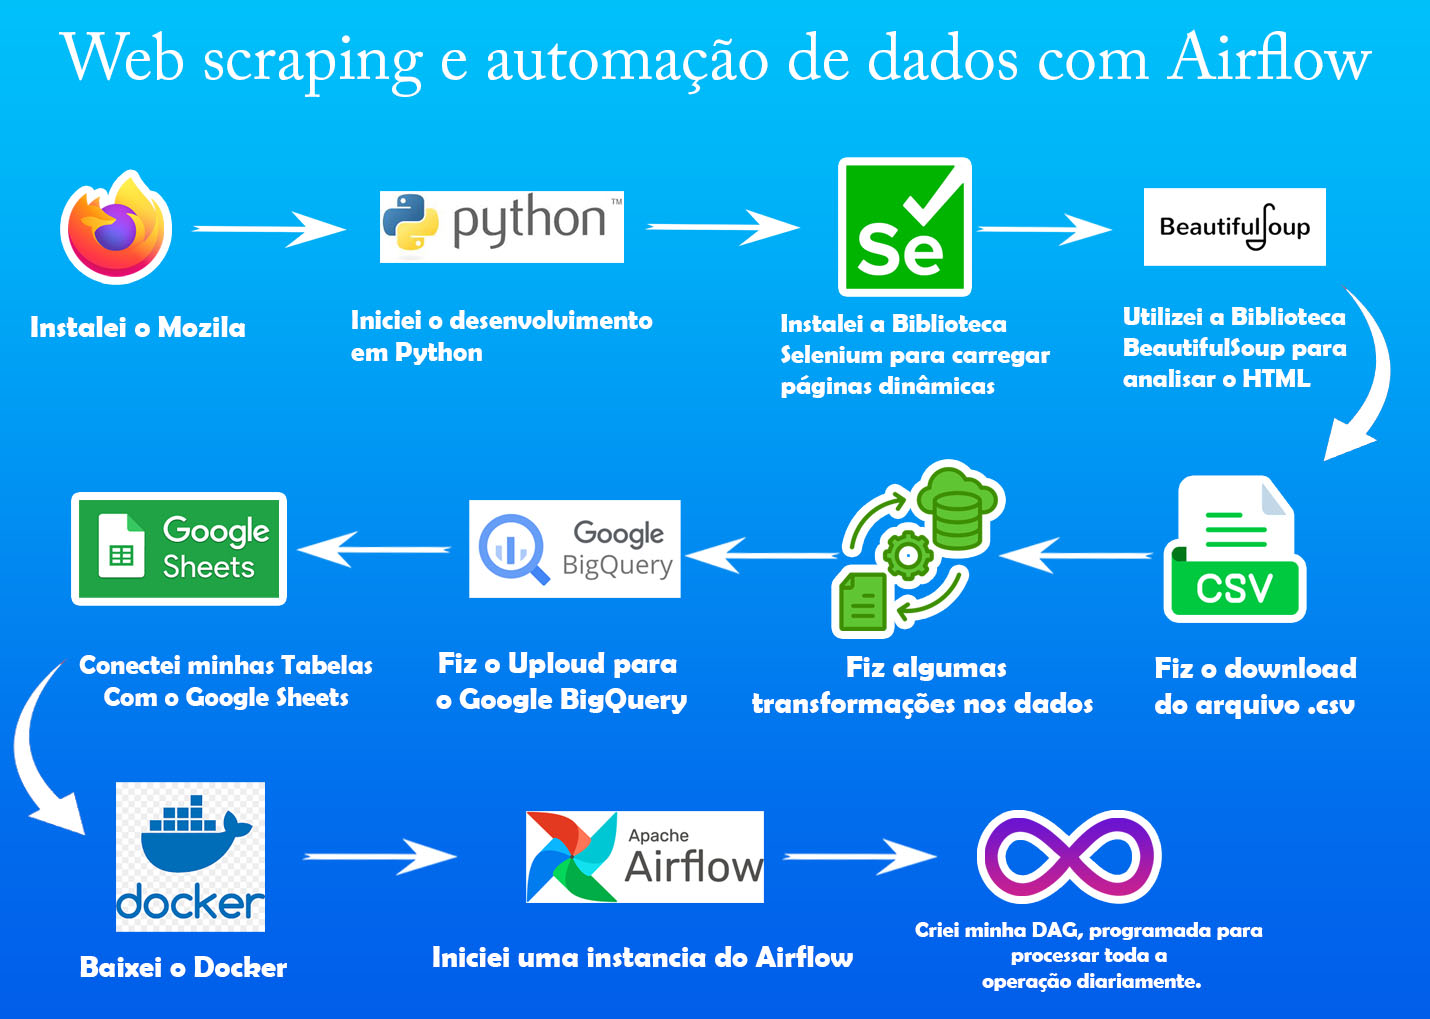 Web scraping e automação de dados com Airflow
python™
Se
BeautifulSoup
Instalei o Mozila
Iniciei o desenvolvimento
em Python
Instalei a Biblioteca
Selenium para carregar
páginas dinâmicas
Utilizei a Biblioteca
BeautifulSoup para
analisar o HTML
Google
Sheets
Google
BigQuery
CSV
Conectei minhas Tabelas
Com o Google Sheets
Fiz o Uploud para
o Google BigQuery
Fiz algumas
transformações nos dados
Fiz o download
do arquivo .csv
docker
Apache
Airflow
Baixei o Docker
Iniciei uma instancia do Airflow
Criei minha DAG, programada para
processar toda a
operação diariamente.